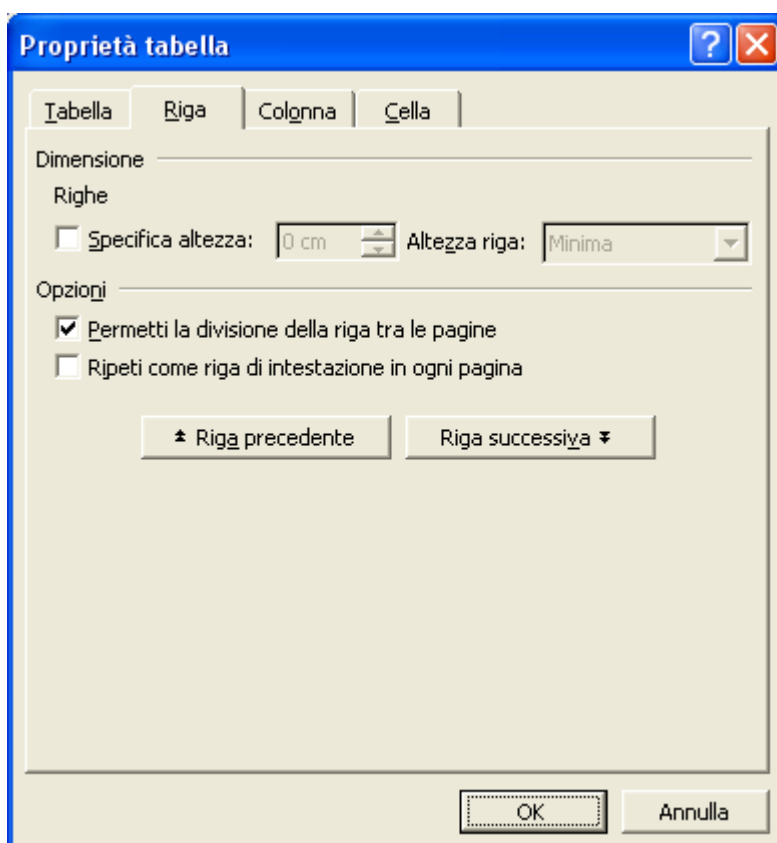 Proprietà tabella
Tabella Riga Colonna Cella
Dimensione
Righe
Specifica altezza: 0 cm Altezza riga: Minima
Opzioni
Permetti la divisione della riga tra le pagine
Ripeti come riga di intestazione in ogni pagina
Riga precedente Riga successiva
OK Annulla